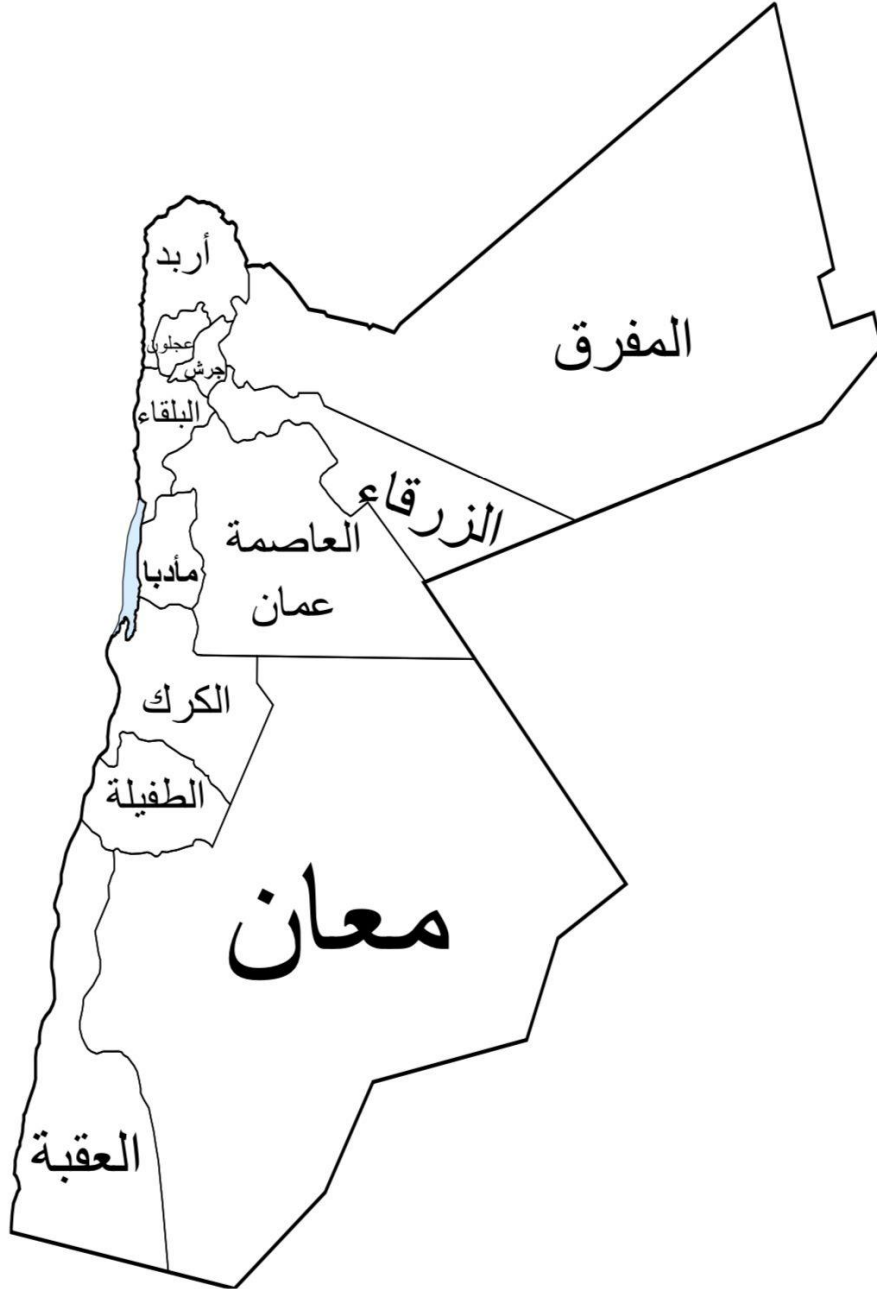 أربد
المفرق
عجلون
جرش
البلقاء
الزرقاء
العاصمة
عمان
مأدبا
الكرك
الطفيلة
معان
العقبة